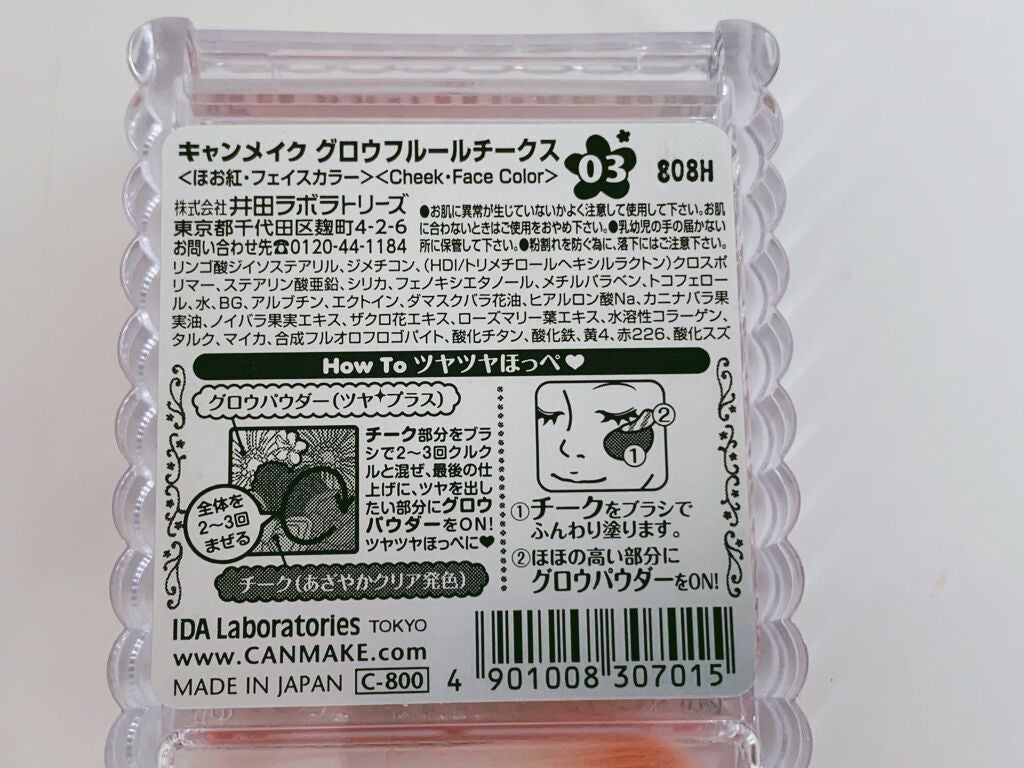 キャンメイク グロウフルールチークス
03
808H
<ほお紅・フェイスカラー><Cheek・Face Color>
株式会社 井田ラボラトリーズ
東京都千代田区麹町4-2-6
お問い合わせ先☎0120-44-1184
●お肌に異常が生じていないかよく注意して使用して下さい。お肌
に合わないときはご使用をおやめ下さい。●乳幼児の手の届かない
所に保管して下さい。●粉割れを防ぐ為に、落下にはご注意下さい。
リンゴ酸ジイソステアリル、ジメチコン、(HDI/トリメチロールヘキシルラクトン)クロスポ
リマー、ステアリン酸亜鉛、シリカ、フェノキシエタノール、メチルパラベン、トコフェロー
ル、水、BG、アルブチン、エクトイン、ダマスクバラ花油、ヒアルロン酸Na、カニナバラ果
実油、ノイバラ果実エキス、ザクロ花エキス、ローズマリー葉エキス、水溶性コラーゲン、
タルク、マイカ、合成フルオロフロゴパイト、酸化チタン、酸化鉄、黄4、赤226、酸化スズ
How To ツヤツヤほっぺ♥
グロウパウダー(ツヤ✦プラス)
チーク部分をブラ
シで2〜3回クルク
ルと混ぜ、最後の仕
上げに、ツヤを出し
たい部分にグロウ
パウダーをON!
ツヤツヤほっぺに♥
全体を
2〜3回
まぜる
チーク(あざやかクリア発色)
②
①
①チークをブラシで
ふんわり塗ります。
②ほほの高い部分に
グロウパウダーをON!
IDA Laboratories TOKYO
www.CANMAKE.com
MADE IN JAPAN C-800
4 901008 307015